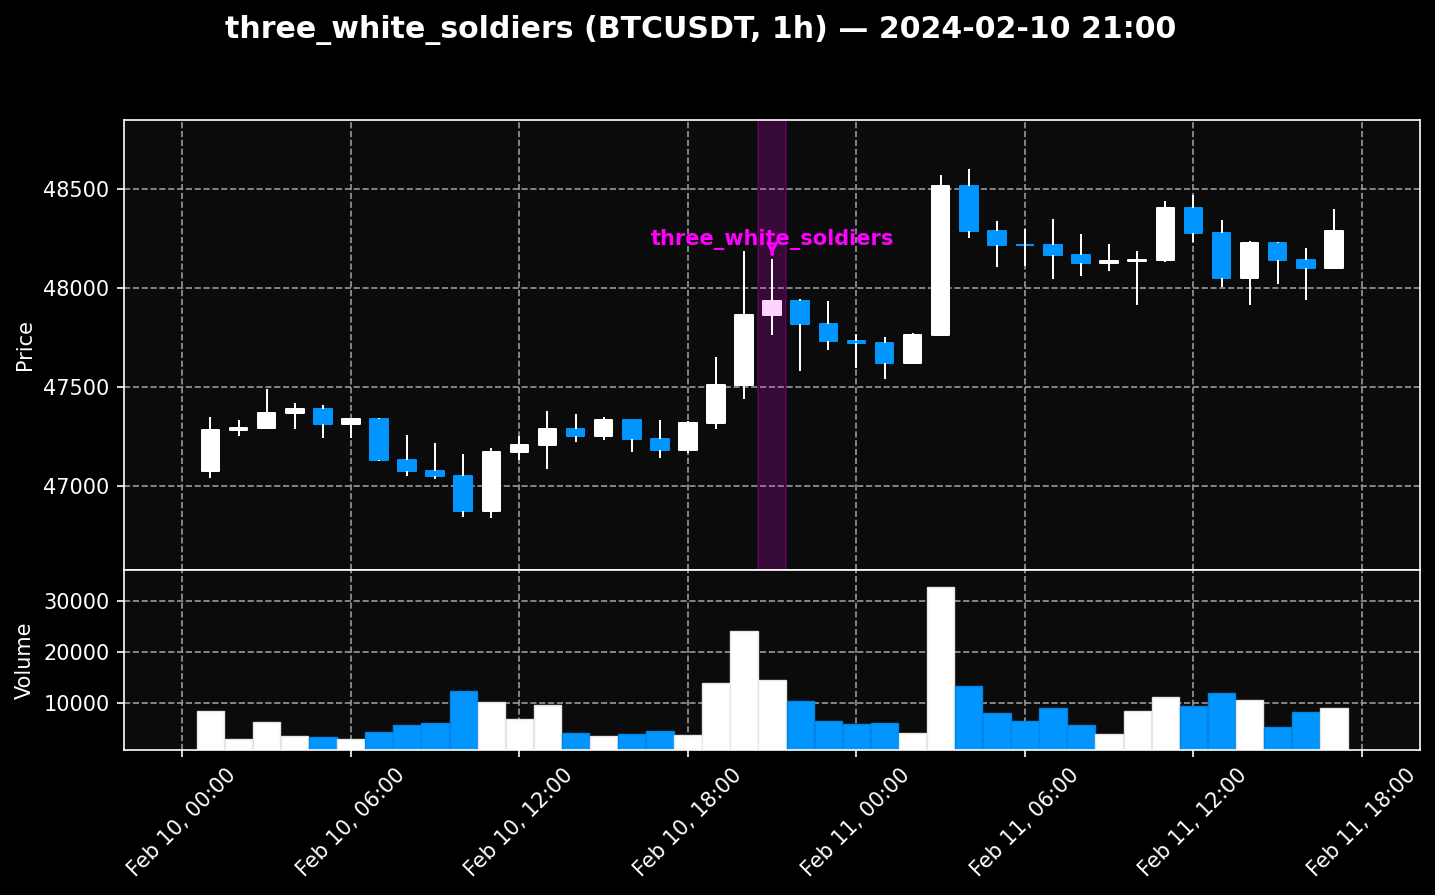 three_white_soldiers (BTCUSDT, 1h) — 2024-02-10 21:00
48500
three_white_soldiers
48000
Price
47500
47000
30000
Volume
20000
10000
Feb 10, 00:00
Feb 10, 06:00
Feb 10, 12:00
Feb 10, 18:00
Feb 11, 00:00
Feb 11, 06:00
Feb 11, 12:00
Feb 11, 18:00